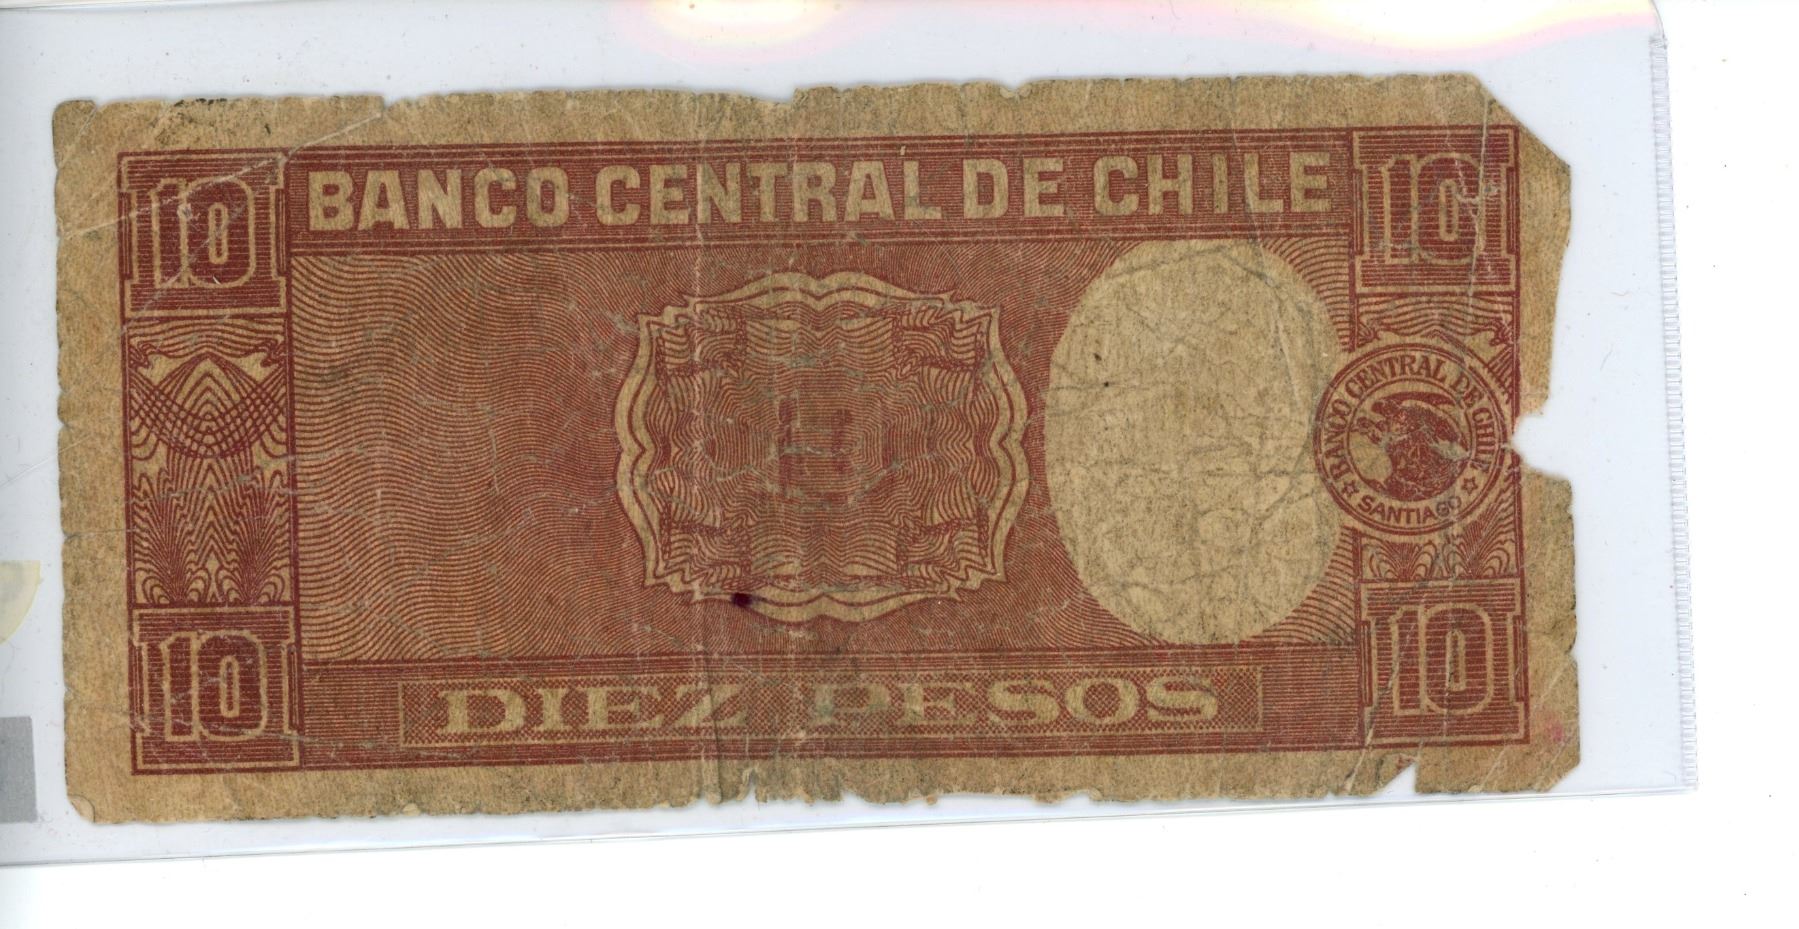 10 BANCO CENTRAL DE CHILE 10
BANCO CENTRAL DE CHILE
★ SANTIAGO ★
10 DIEZ PESOS 10